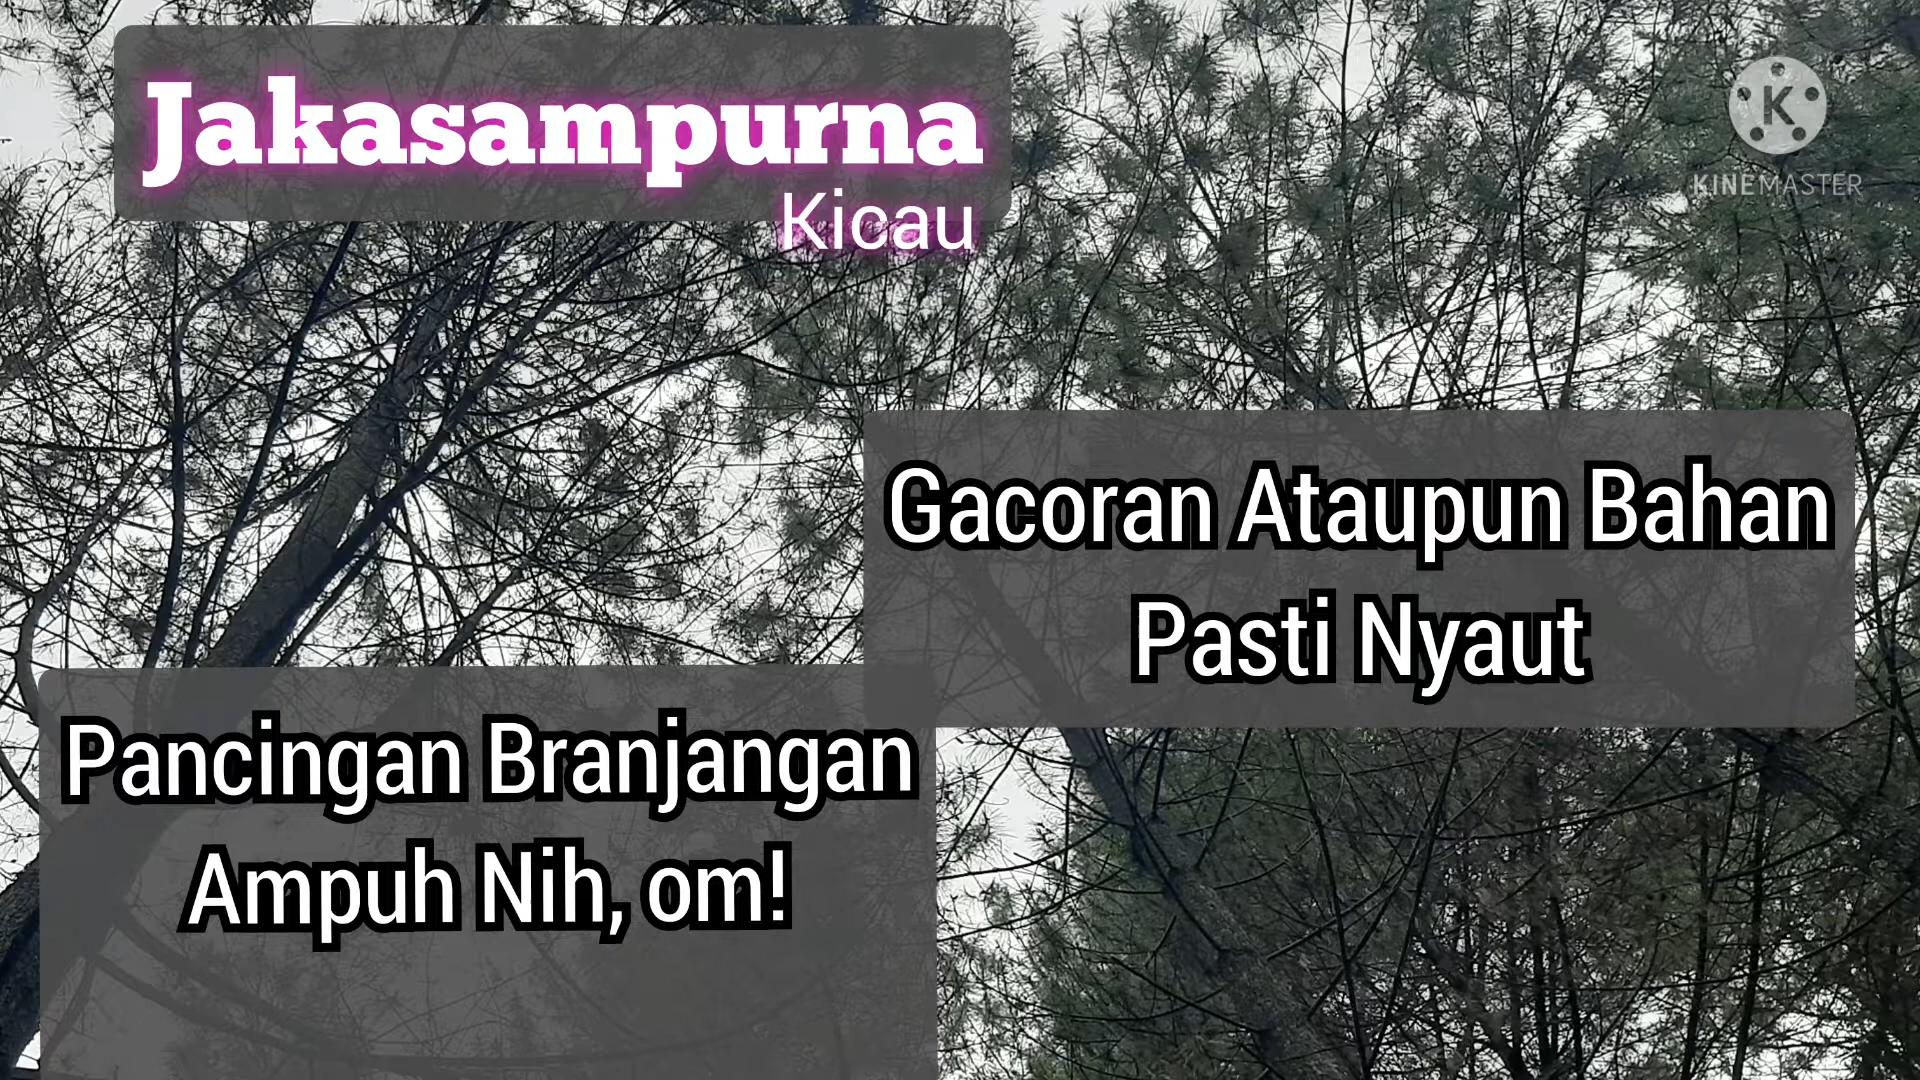 Jakasampurna
Kicau
KINEMASTER
Gacoran Ataupun Bahan
Pasti Nyaut
Pancingan Branjangan
Ampuh Nih, om!